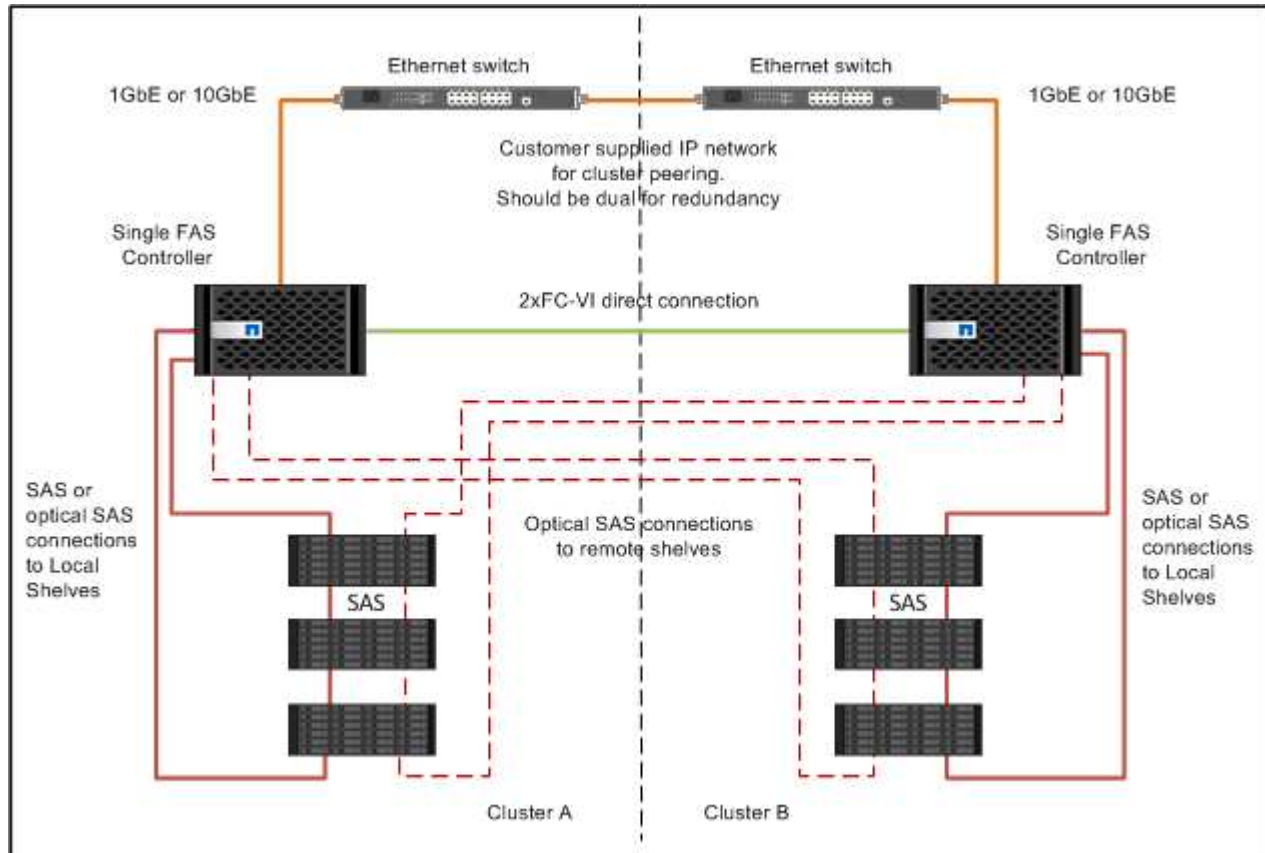 Ethernet switch
Ethernet switch
1GbE or 10GbE
1GbE or 10GbE
Customer supplied IP network
for cluster peering.
Should be dual for redundancy
Single FAS
Controller
Single FAS
Controller
2xFC-VI direct connection
SAS or
optical SAS
connections
to Local
Shelves
Optical SAS connections
to remote shelves
SAS or
optical SAS
connections
to Local
Shelves
SAS
SAS
Cluster A
Cluster B